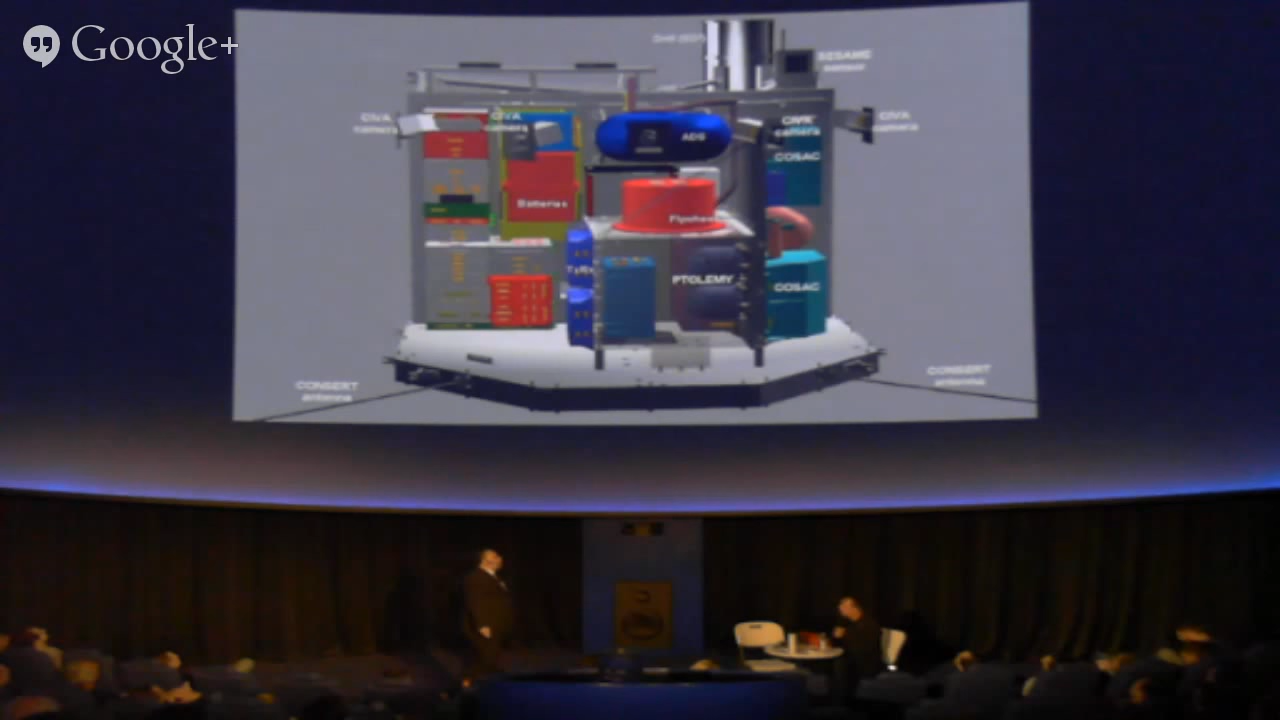 Google+
SESAME
CIVA
camera
CIVA
camera
CIVA
camera
CIVA
camera
ADS
COSAC
Batteries
Flywheel
PTOLEMY
COSAC
CONSERT
antenna
CONSERT
antenna